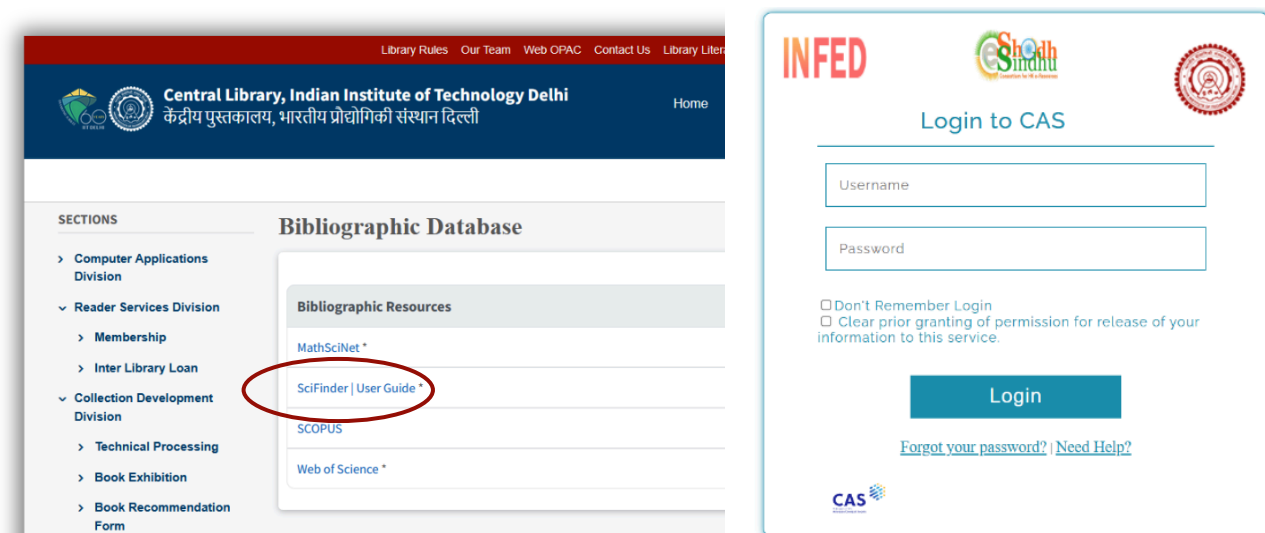 Library Rules Our Team Web OPAC Contact Us Library Litera
Central Library, Indian Institute of Technology Delhi
केंद्रीय पुस्तकालय, भारतीय प्रौद्योगिकी संस्थान दिल्ली
Home
SECTIONS
Computer Applications
Division
Reader Services Division
Membership
Inter Library Loan
Collection Development
Division
Technical Processing
Book Exhibition
Book Recommendation
Form
Bibliographic Database
Bibliographic Resources
MathSciNet *
SciFinder | User Guide *
SCOPUS
Web of Science *
INFED
eShodh
Sindhu
Login to CAS
Username
Password
Don't Remember Login
Clear prior granting of permission for release of your
information to this service.
Login
Forgot your password? | Need Help?
CAS